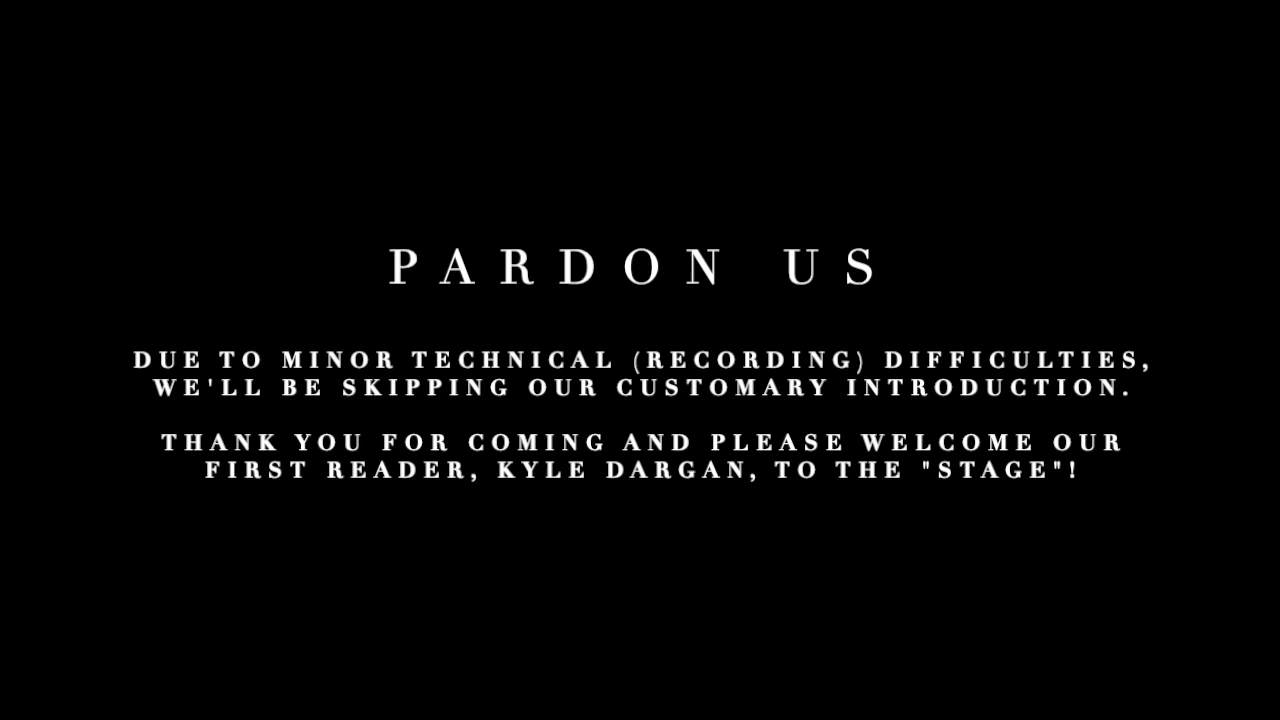 PARDON US
DUE TO MINOR TECHNICAL (RECORDING) DIFFICULTIES,
WE'LL BE SKIPPING OUR CUSTOMARY INTRODUCTION.
THANK YOU FOR COMING AND PLEASE WELCOME OUR
FIRST READER, KYLE DARGAN, TO THE "STAGE"!